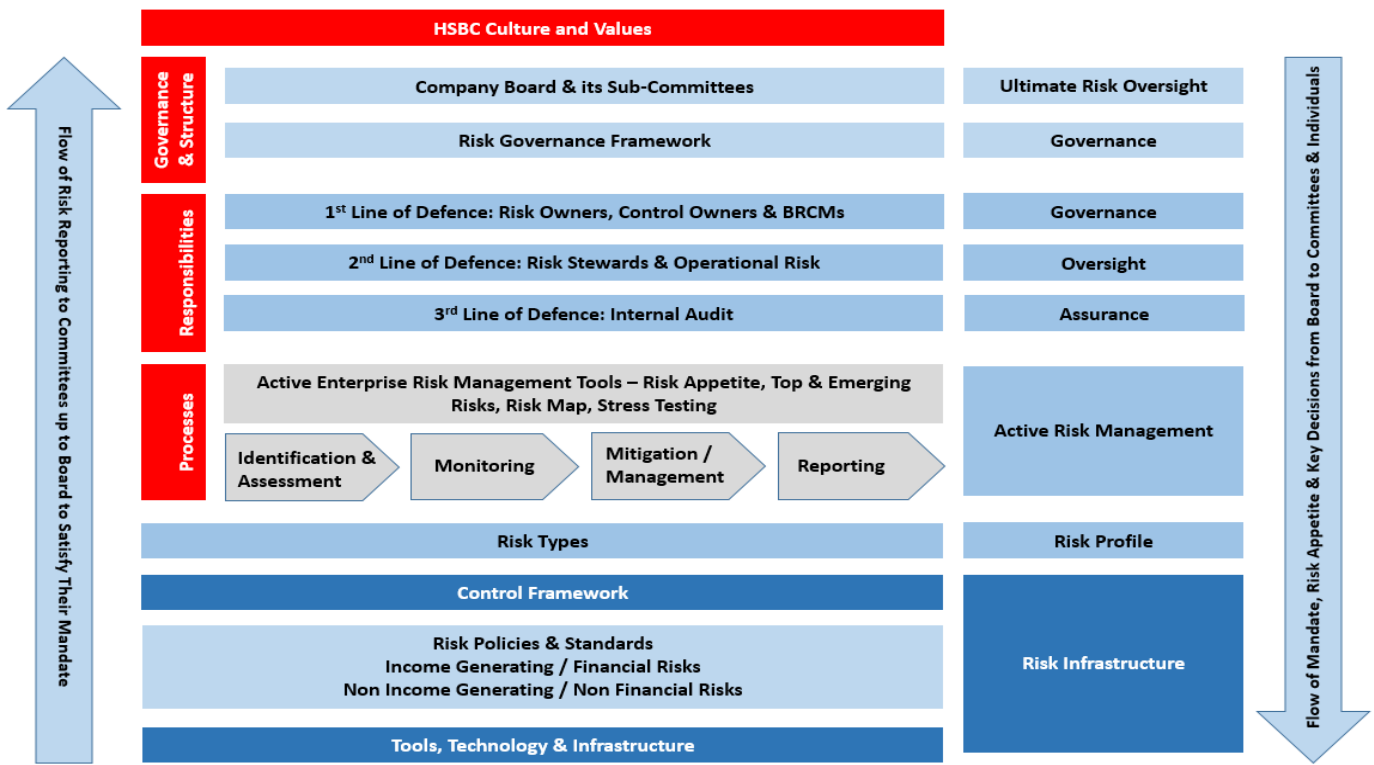 HSBC Culture and Values
Flow of Risk Reporting to Committees up to Board to Satisfy Their Mandate
Governance
& Structure
Company Board & its Sub-Committees
Ultimate Risk Oversight
Risk Governance Framework
Governance
Responsibilities
1st Line of Defence: Risk Owners, Control Owners & BRCMs
Governance
2nd Line of Defence: Risk Stewards & Operational Risk
Oversight
3rd Line of Defence: Internal Audit
Assurance
Processes
Active Enterprise Risk Management Tools – Risk Appetite, Top & Emerging
Risks, Risk Map, Stress Testing
Identification &
Assessment
Monitoring
Mitigation /
Management
Reporting
Active Risk Management
Risk Types
Risk Profile
Control Framework
Risk Policies & Standards
Income Generating / Financial Risks
Non Income Generating / Non Financial Risks
Tools, Technology & Infrastructure
Risk Infrastructure
Flow of Mandate, Risk Appetite & Key Decisions from Board to Committees & Individuals